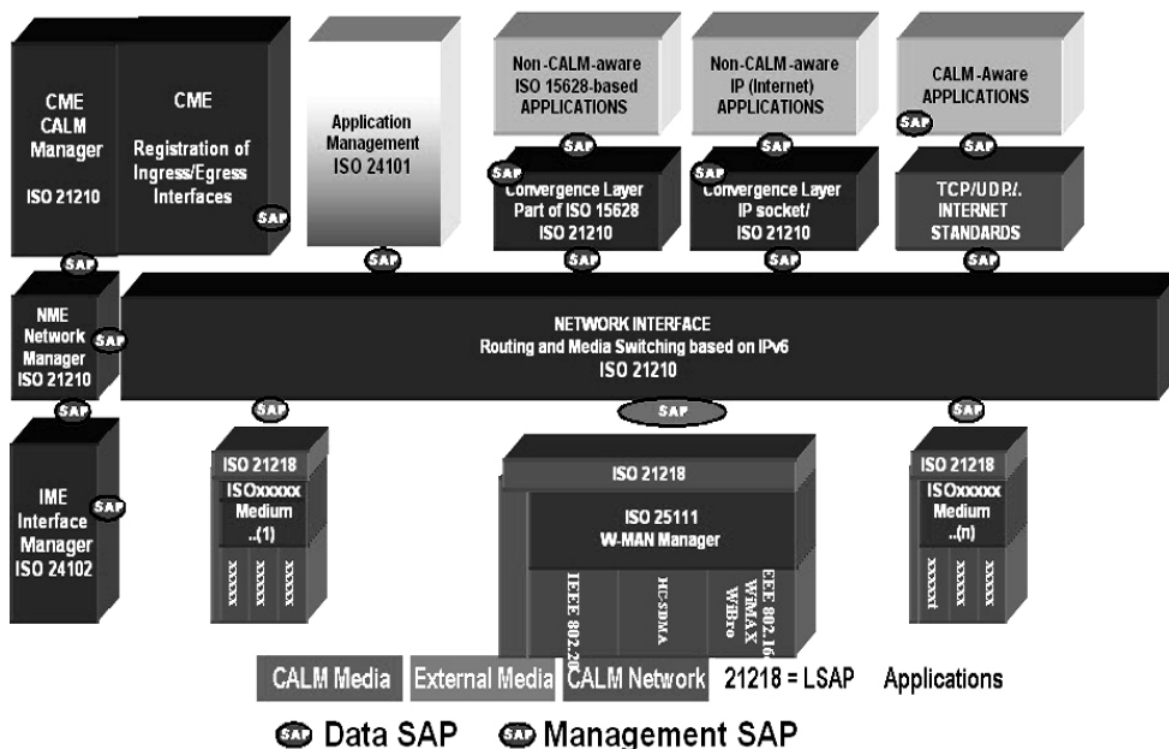 CME
CALM
Manager
ISO 21210
CME
Registration of
Ingress/Egress
Interfaces
SAP
SAP
Application
Management
ISO 24101
SAP
Non-CALM-aware
ISO 15628-based
APPLICATIONS
SAP
SAP
Convergence Layer
Part of ISO 15628
ISO 21210
SAP
Non-CALM-aware
IP (Internet)
APPLICATIONS
SAP
SAP
Convergence Layer
IP socket/
ISO 21210
SAP
CALM-Aware
APPLICATIONS
SAP
SAP
TCP/UDP/.
INTERNET
STANDARDS
SAP
NME
Network
Manager
ISO 21210
SAP
SAP
NETWORK INTERFACE
Routing and Media Switching based on IPv6
ISO 21210
SAP
SAP
SAP
IME
Interface
Manager
ISO 24102
SAP
ISO 21218
ISOxxxxx
Medium
..(1)
xxxxx
xxxxx
xxxxx
ISO 21218
ISO 25111
W-MAN Manager
IEEE 802.20
HC-SDMA
EEE 802.16
WiMAX
WiBro
ISO 21218
ISOxxxxx
Medium
..(n)
xxxxxt
xxxxx
xxxxx
CALM Media
External Media
CALM Network
21218 = LSAP
Applications
SAP Data SAP
SAP Management SAP